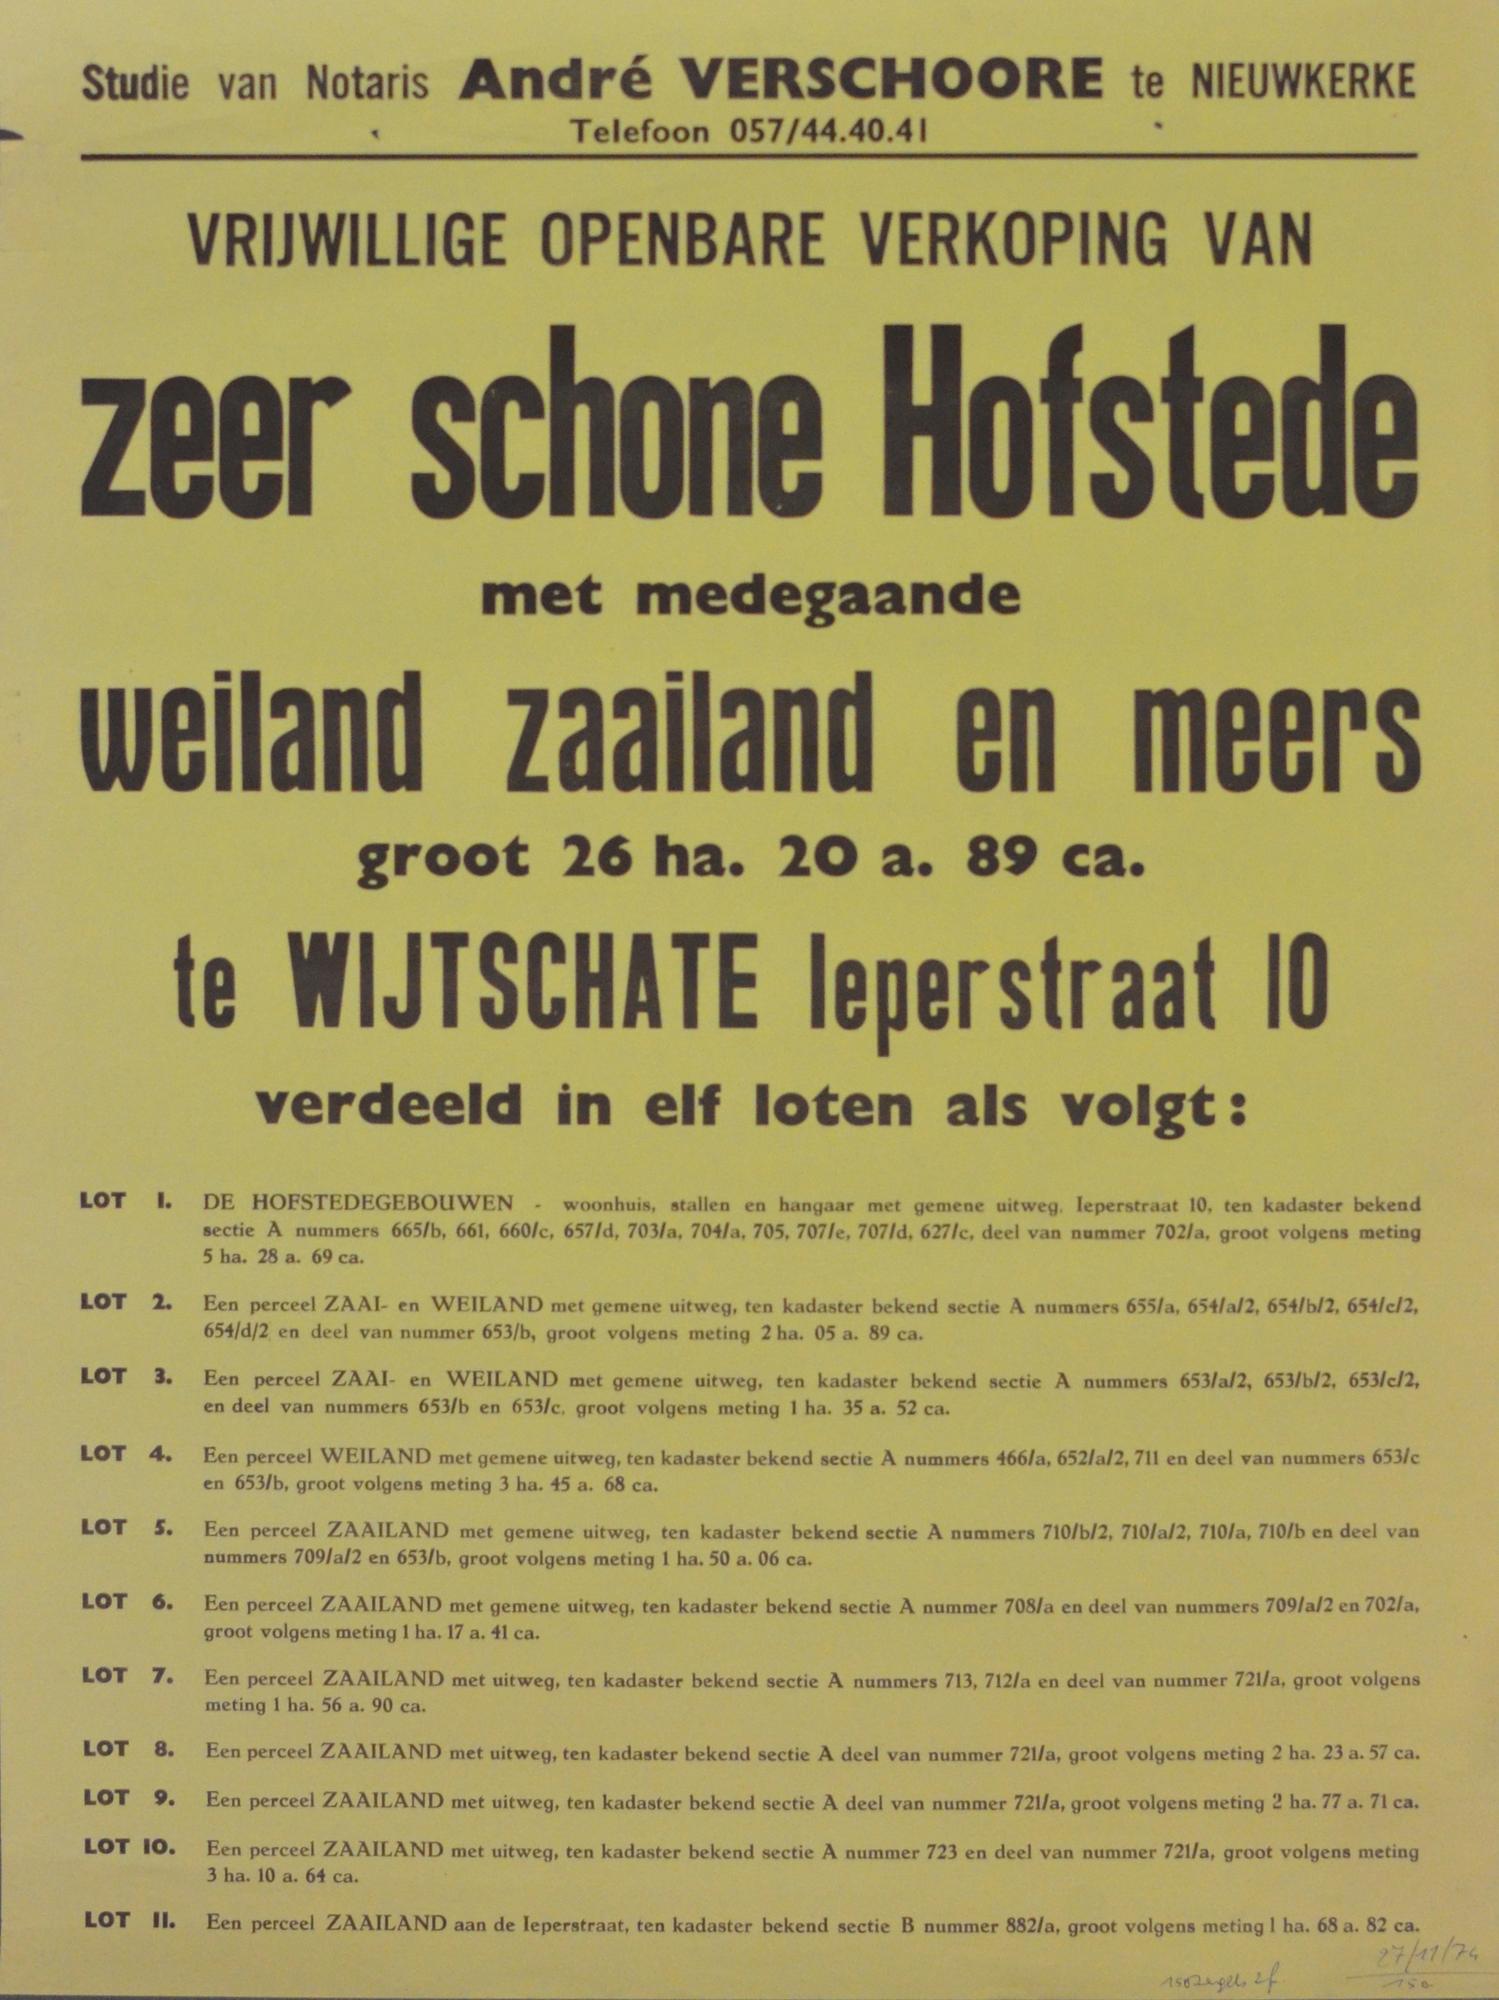 Studie van Notaris André VERSCHOORE te NIEUWKERKE
Telefoon 057/44.40.41
VRIJWILLIGE OPENBARE VERKOPING VAN
zeer schone Hofstede
met medegaande
weiland zaailand en meers
groot 26 ha. 20 a. 89 ca.
te WIJTSCHATE Ieperstraat 10
verdeeld in elf loten als volgt:
LOT 1. DE HOFSTEDEGEBOUWEN - woonhuis, stallen en hangaar met gemene uitweg, Ieperstraat 10, ten kadaster bekend
sectie A nummers 665/b, 661, 660/c, 657/d, 703/a, 704/a, 705, 707/e, 707/d, 627/c, deel van nummer 702/a, groot volgens meting
5 ha. 28 a. 69 ca.
LOT 2. Een perceel ZAAI- en WEILAND met gemene uitweg, ten kadaster bekend sectie A nummers 655/a, 654/a/2, 654/b/2, 654/c/2,
654/d/2 en deel van nummer 653/b, groot volgens meting 2 ha. 05 a. 89 ca.
LOT 3. Een perceel ZAAI- en WEILAND met gemene uitweg, ten kadaster bekend sectie A nummers 653/a/2, 653/b/2, 653/c/2,
en deel van nummers 653/b en 653/c, groot volgens meting 1 ha. 35 a. 52 ca.
LOT 4. Een perceel WEILAND met gemene uitweg, ten kadaster bekend sectie A nummers 466/a, 652/a/2, 711 en deel van nummers 653/c
en 653/b, groot volgens meting 3 ha. 45 a. 68 ca.
LOT 5. Een perceel ZAAILAND met gemene uitweg, ten kadaster bekend sectie A nummers 710/b/2, 710/a/2, 710/a, 710/b en deel van
nummers 709/a/2 en 653/b, groot volgens meting 1 ha. 50 a. 06 ca.
LOT 6. Een perceel ZAAILAND met gemene uitweg, ten kadaster bekend sectie A nummer 708/a en deel van nummers 709/a/2 en 702/a,
groot volgens meting 1 ha. 17 a. 41 ca.
LOT 7. Een perceel ZAAILAND met uitweg, ten kadaster bekend sectie A nummers 713, 712/a en deel van nummer 721/a, groot volgens
meting 1 ha. 56 a. 90 ca.
LOT 8. Een perceel ZAAILAND met uitweg, ten kadaster bekend sectie A deel van nummer 721/a, groot volgens meting 2 ha. 23 a. 57 ca.
LOT 9. Een perceel ZAAILAND met uitweg, ten kadaster bekend sectie A deel van nummer 721/a, groot volgens meting 2 ha. 77 a. 71 ca.
LOT 10. Een perceel ZAAILAND met uitweg, ten kadaster bekend sectie A nummer 723 en deel van nummer 721/a, groot volgens meting
3 ha. 10 a. 64 ca.
LOT 11. Een perceel ZAAILAND aan de Ieperstraat, ten kadaster bekend sectie B nummer 882/a, groot volgens meting 1 ha. 68 a. 82 ca.
27/11/74
150